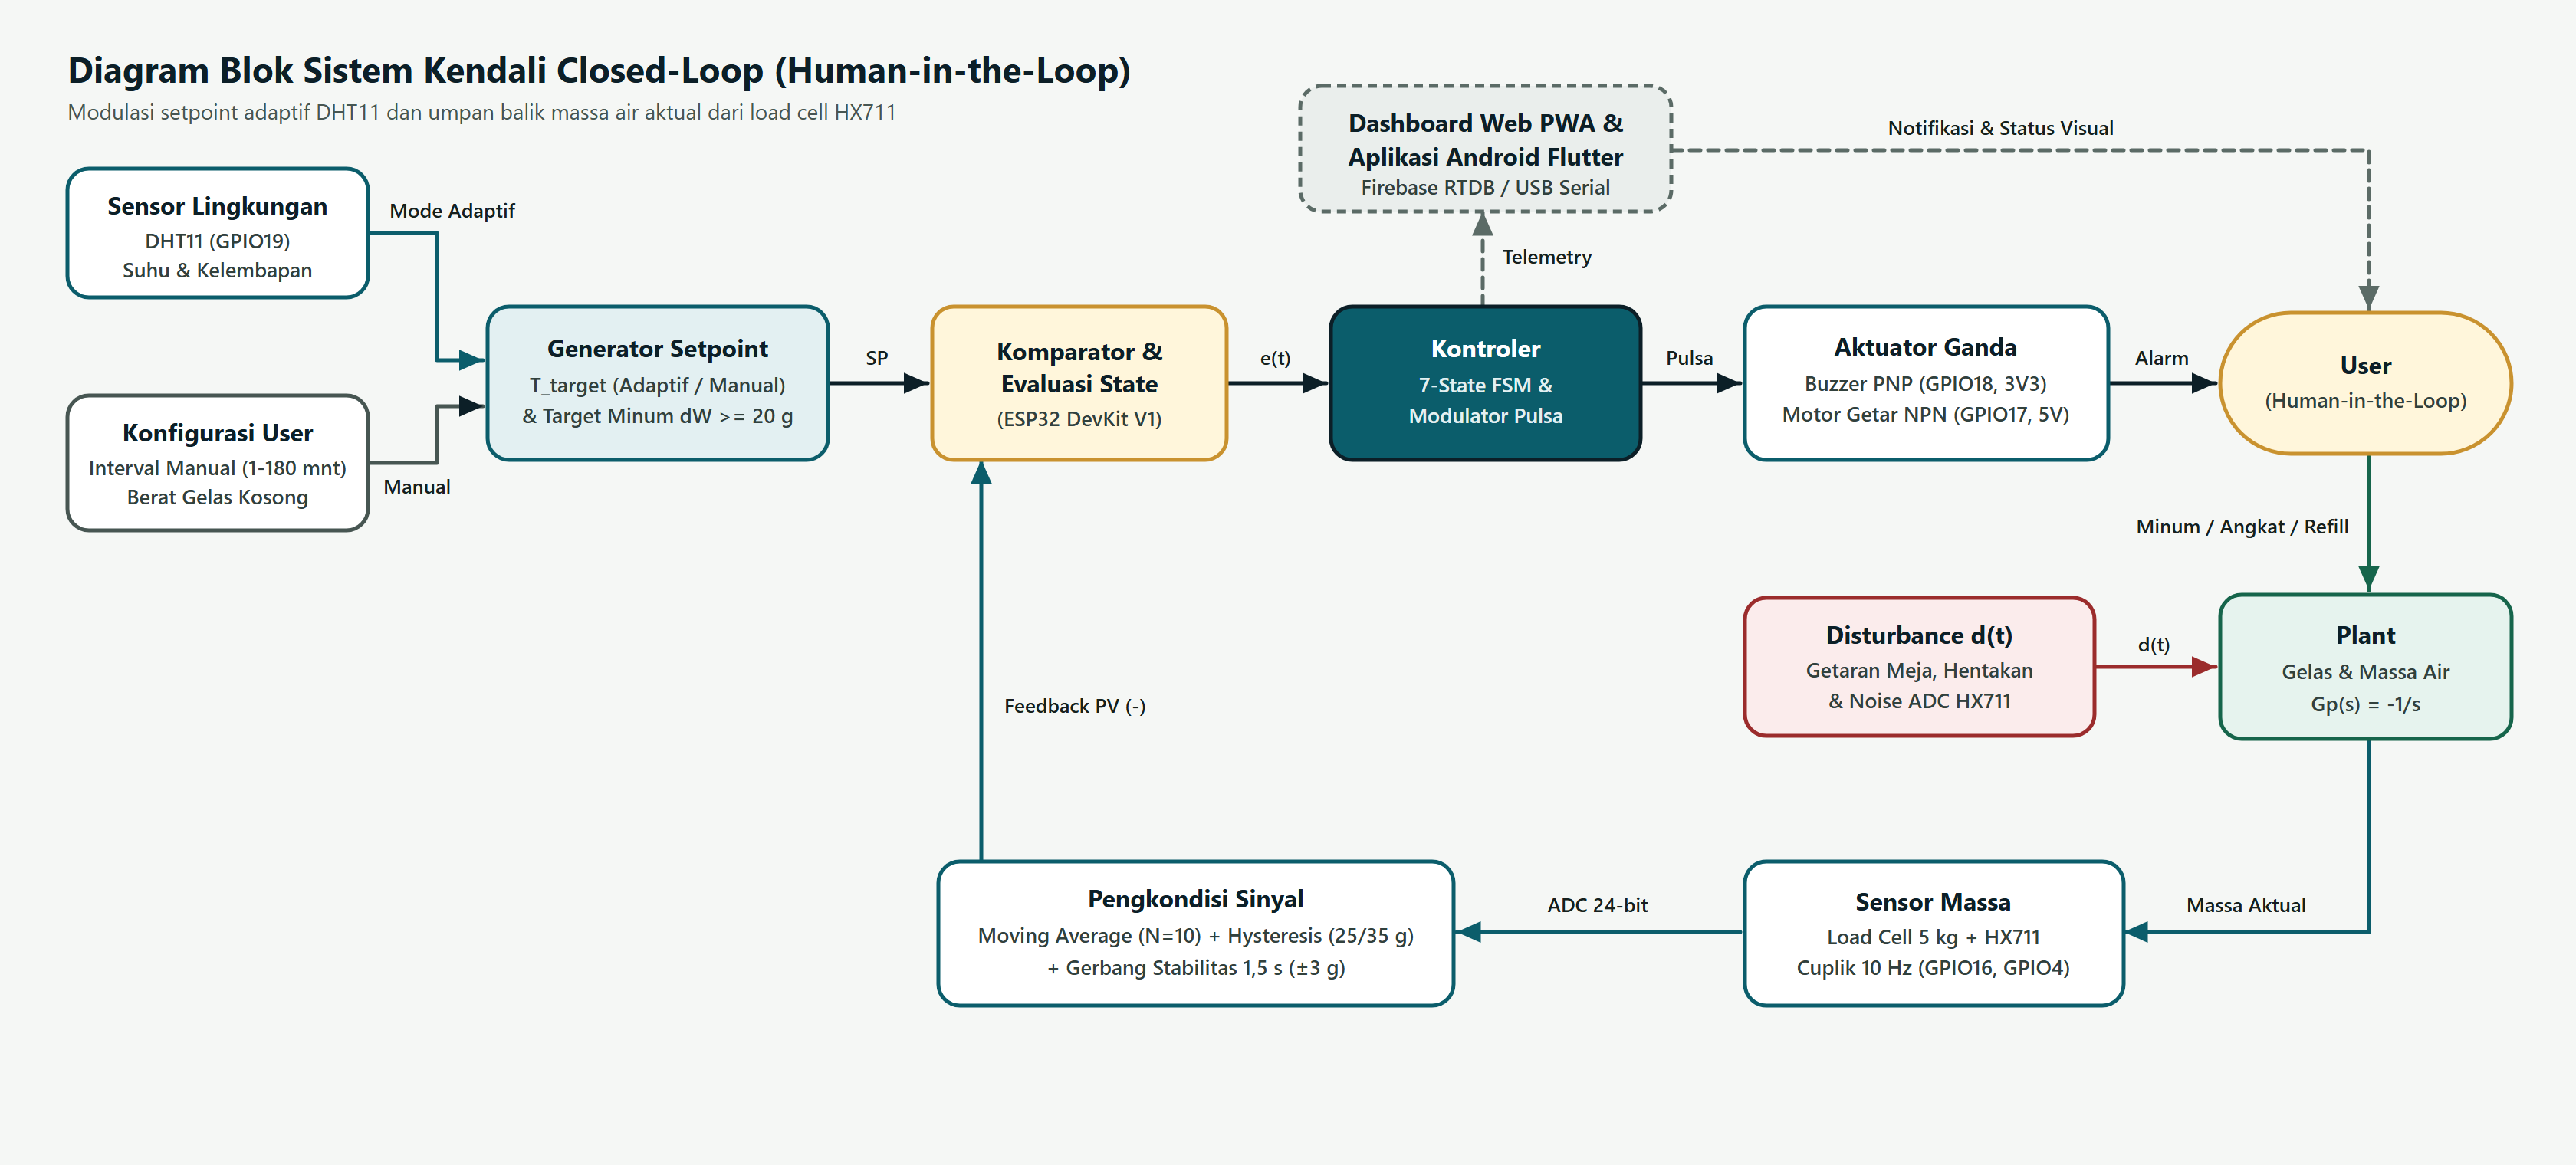 Diagram Blok Sistem Kendali Closed-Loop (Human-in-the-Loop)
Modulasi setpoint adaptif DHT11 dan umpan balik massa air aktual dari load cell HX711
Dashboard Web PWA &
Aplikasi Android Flutter
Firebase RTDB / USB Serial
Notifikasi & Status Visual
Sensor Lingkungan
DHT11 (GPIO19)
Suhu & Kelembapan
Mode Adaptif
Telemetry
Konfigurasi User
Interval Manual (1-180 mnt)
Berat Gelas Kosong
Manual
Generator Setpoint
T_target (Adaptif / Manual)
& Target Minum dW >= 20 g
SP
Komparator &
Evaluasi State
(ESP32 DevKit V1)
e(t)
Kontroler
7-State FSM &
Modulator Pulsa
Pulsa
Aktuator Ganda
Buzzer PNP (GPIO18, 3V3)
Motor Getar NPN (GPIO17, 5V)
Alarm
User
(Human-in-the-Loop)
Minum / Angkat / Refill
Disturbance d(t)
Getaran Meja, Hentakan
& Noise ADC HX711
d(t)
Plant
Gelas & Massa Air
Gp(s) = -1/s
Feedback PV (-)
Pengkondisi Sinyal
Moving Average (N=10) + Hysteresis (25/35 g)
+ Gerbang Stabilitas 1,5 s (±3 g)
ADC 24-bit
Sensor Massa
Load Cell 5 kg + HX711
Cuplik 10 Hz (GPIO16, GPIO4)
Massa Aktual